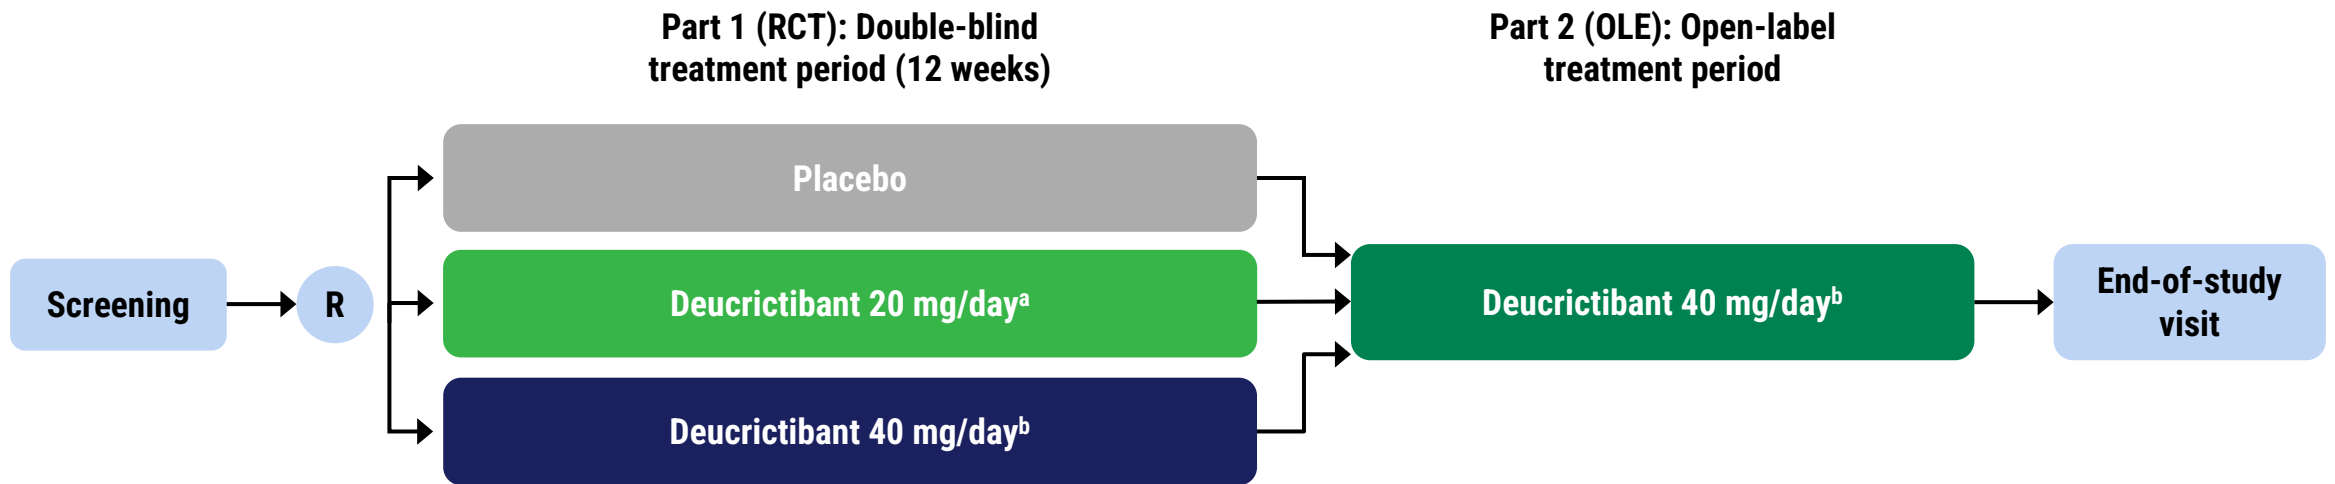 Part 1 (RCT): Double-blind
treatment period (12 weeks)
Part 2 (OLE): Open-label
treatment period
Screening
R
Placebo
Deucrictibant 20 mg/dayᵃ
Deucrictibant 40 mg/dayᵇ
Deucrictibant 40 mg/dayᵇ
End-of-study
visit